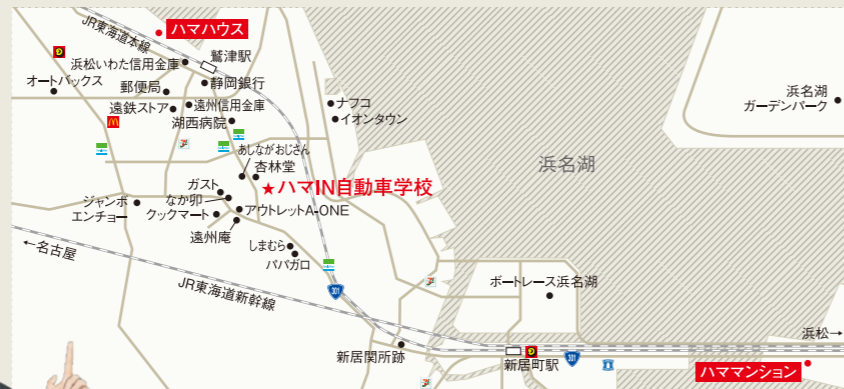 JR東海道本線
ハマハウス
浜松いわた信用金庫
鷲津駅
オートバックス
郵便局
静岡銀行
遠鉄ストア
遠州信用金庫
湖西病院
ナフコ
イオンタウン
浜名湖
ガーデンパーク
あしながおじさん
杏林堂
浜名湖
★ハマIN自動車学校
ガスト
なか卯
ジャンボ
エンチョー
クックマート
アウトレットA-ONE
遠州庵
しまむら
パパガロ
←名古屋
JR東海道新幹線
301
ボートレース浜名湖
浜松→
新居関所跡
新居町駅
301
ハママンション